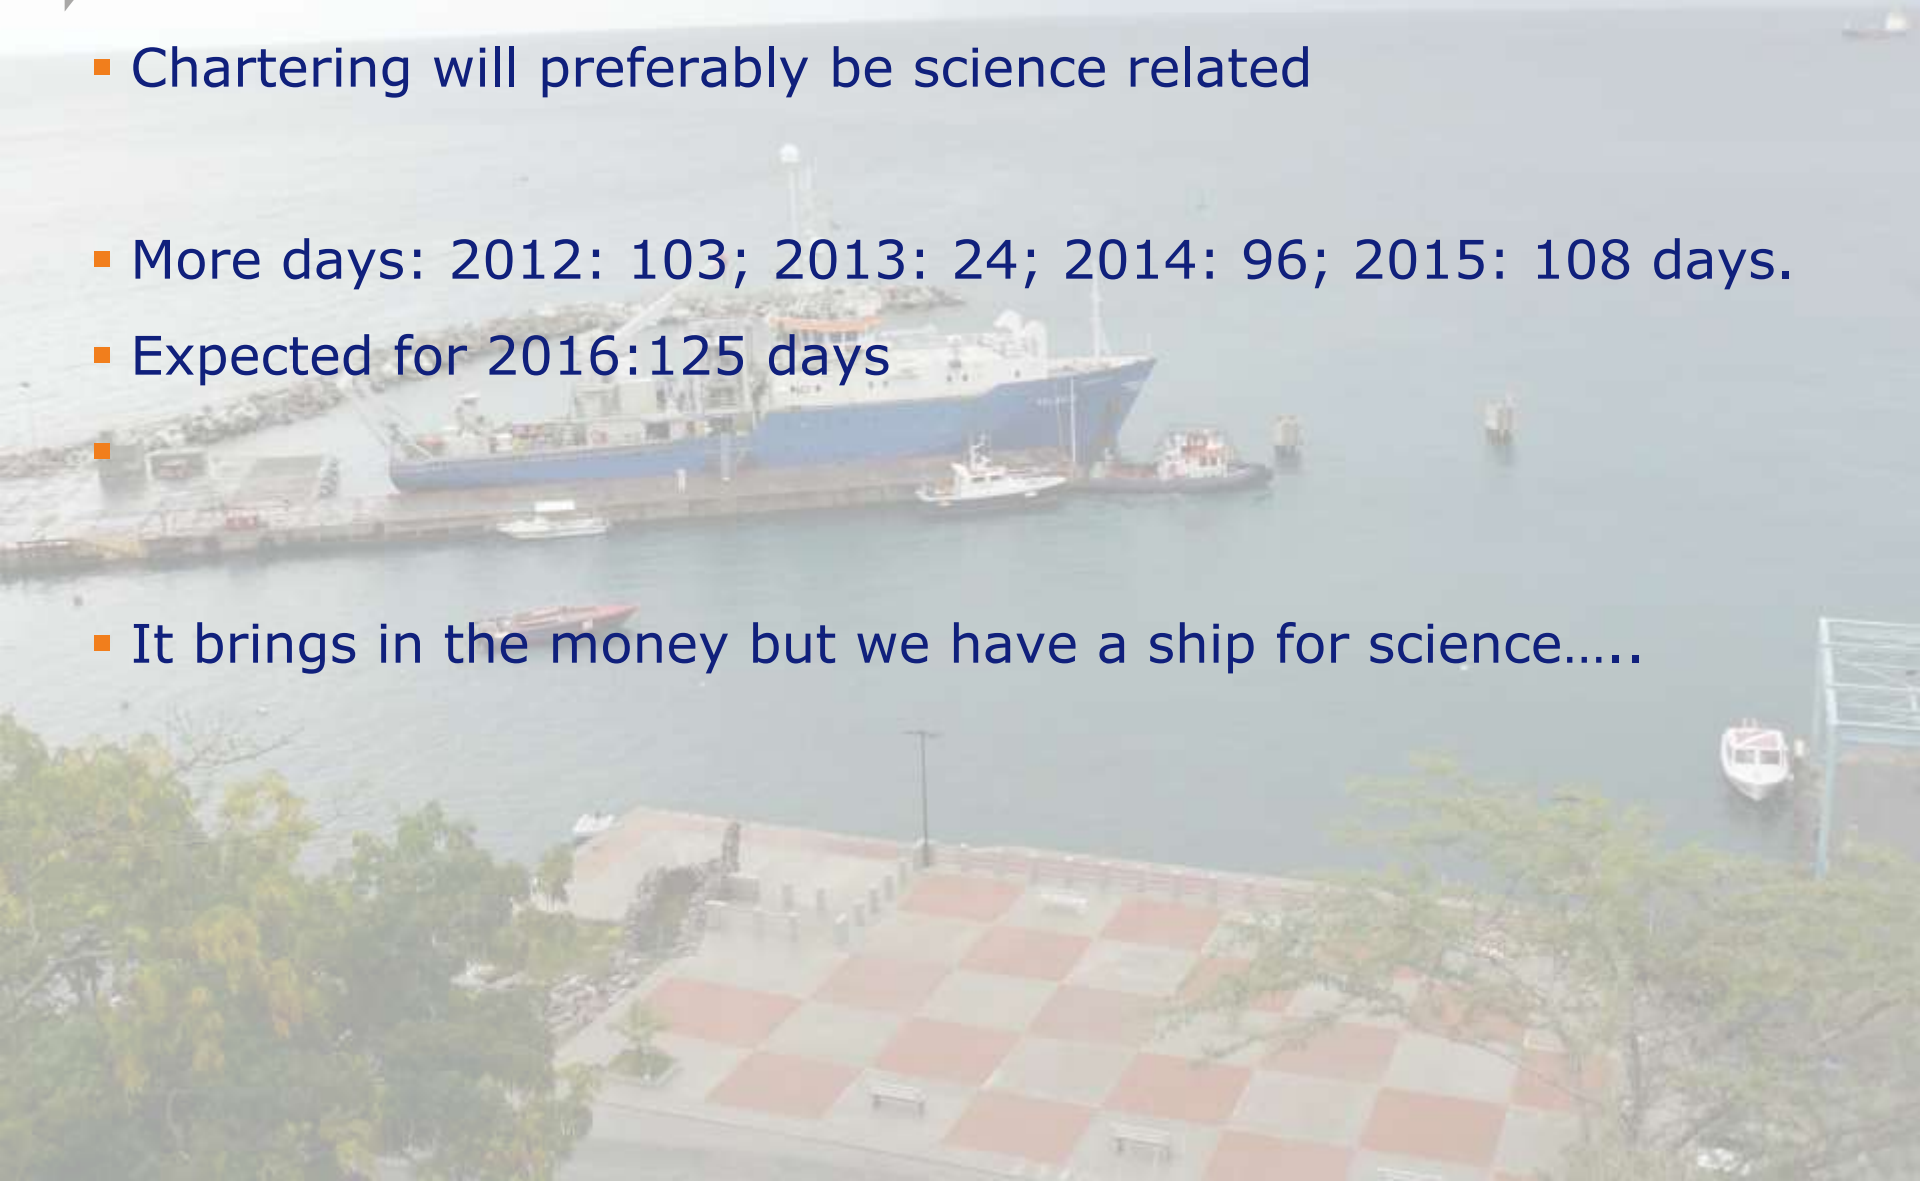 ▪ Chartering will preferably be science related
▪ More days: 2012: 103; 2013: 24; 2014: 96; 2015: 108 days.
▪ Expected for 2016:125 days
▪
▪ It brings in the money but we have a ship for science…..